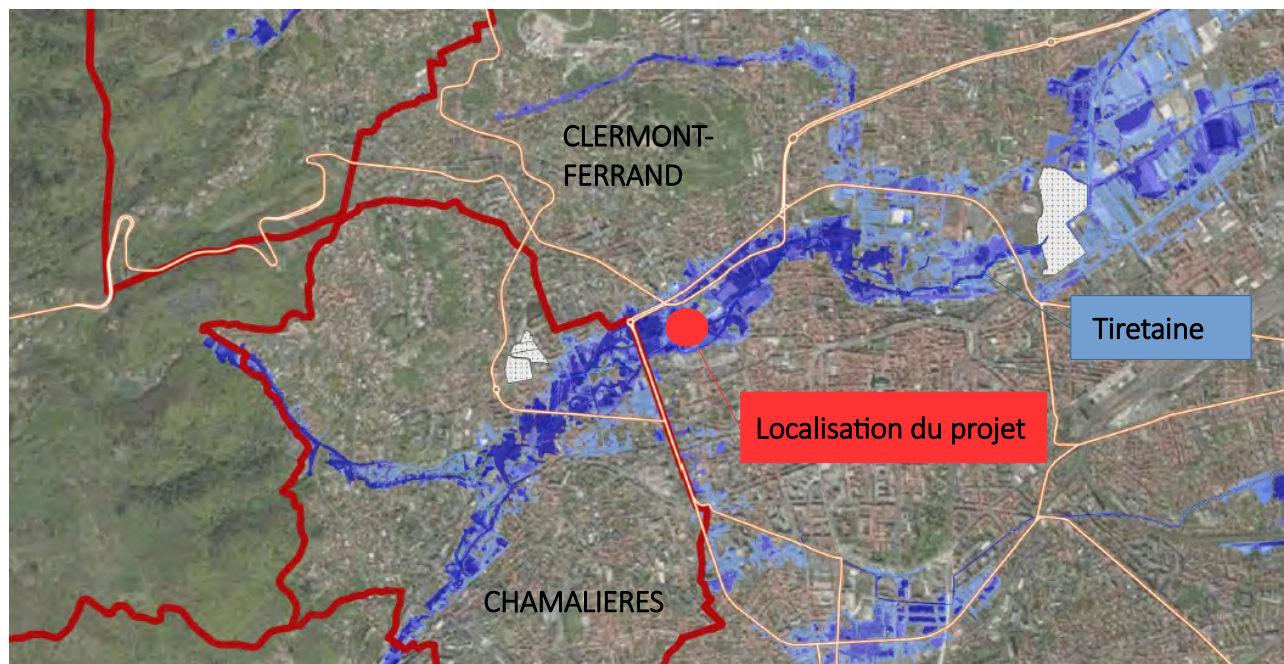 CLERMONT-
FERRAND
Tiretaine
Localisation du projet
CHAMALIERES